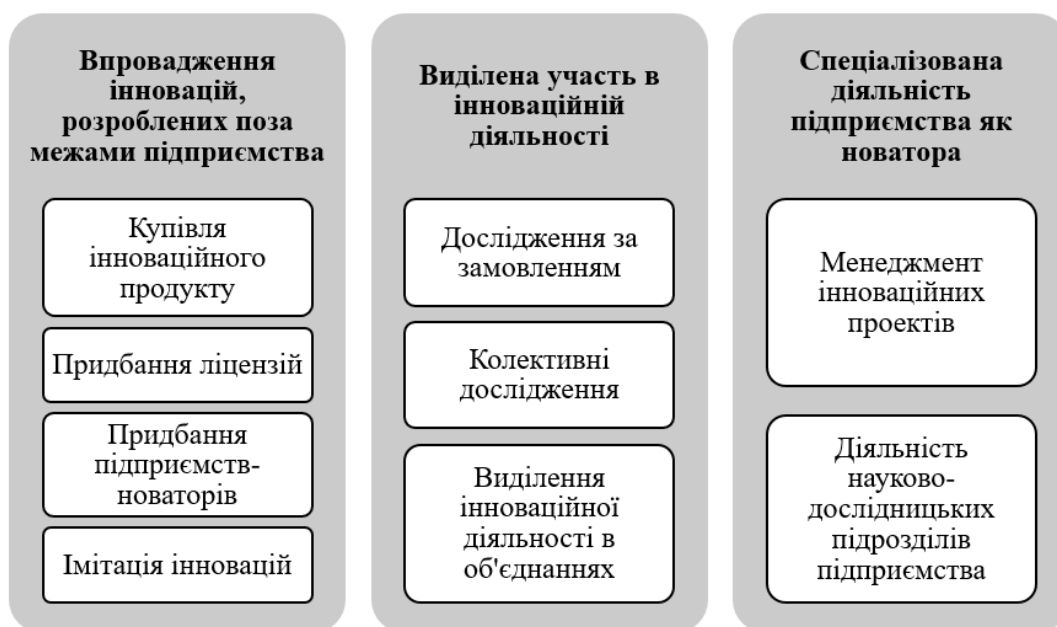 Впровадження
інновацій,
розроблених поза
межами підприємства
Купівля
інноваційного
продукту
Придбання ліцензій
Придбання
підприємств-
новаторів
Імітація інновацій
Виділена участь в
інноваційній
діяльності
Дослідження за
замовленням
Колективні
дослідження
Виділення
інноваційної
діяльності в
об'єднаннях
Спеціалізована
діяльність
підприємства як
новатора
Менеджмент
інноваційних
проектів
Діяльність
науково-
дослідницьких
підрозділів
підприємства